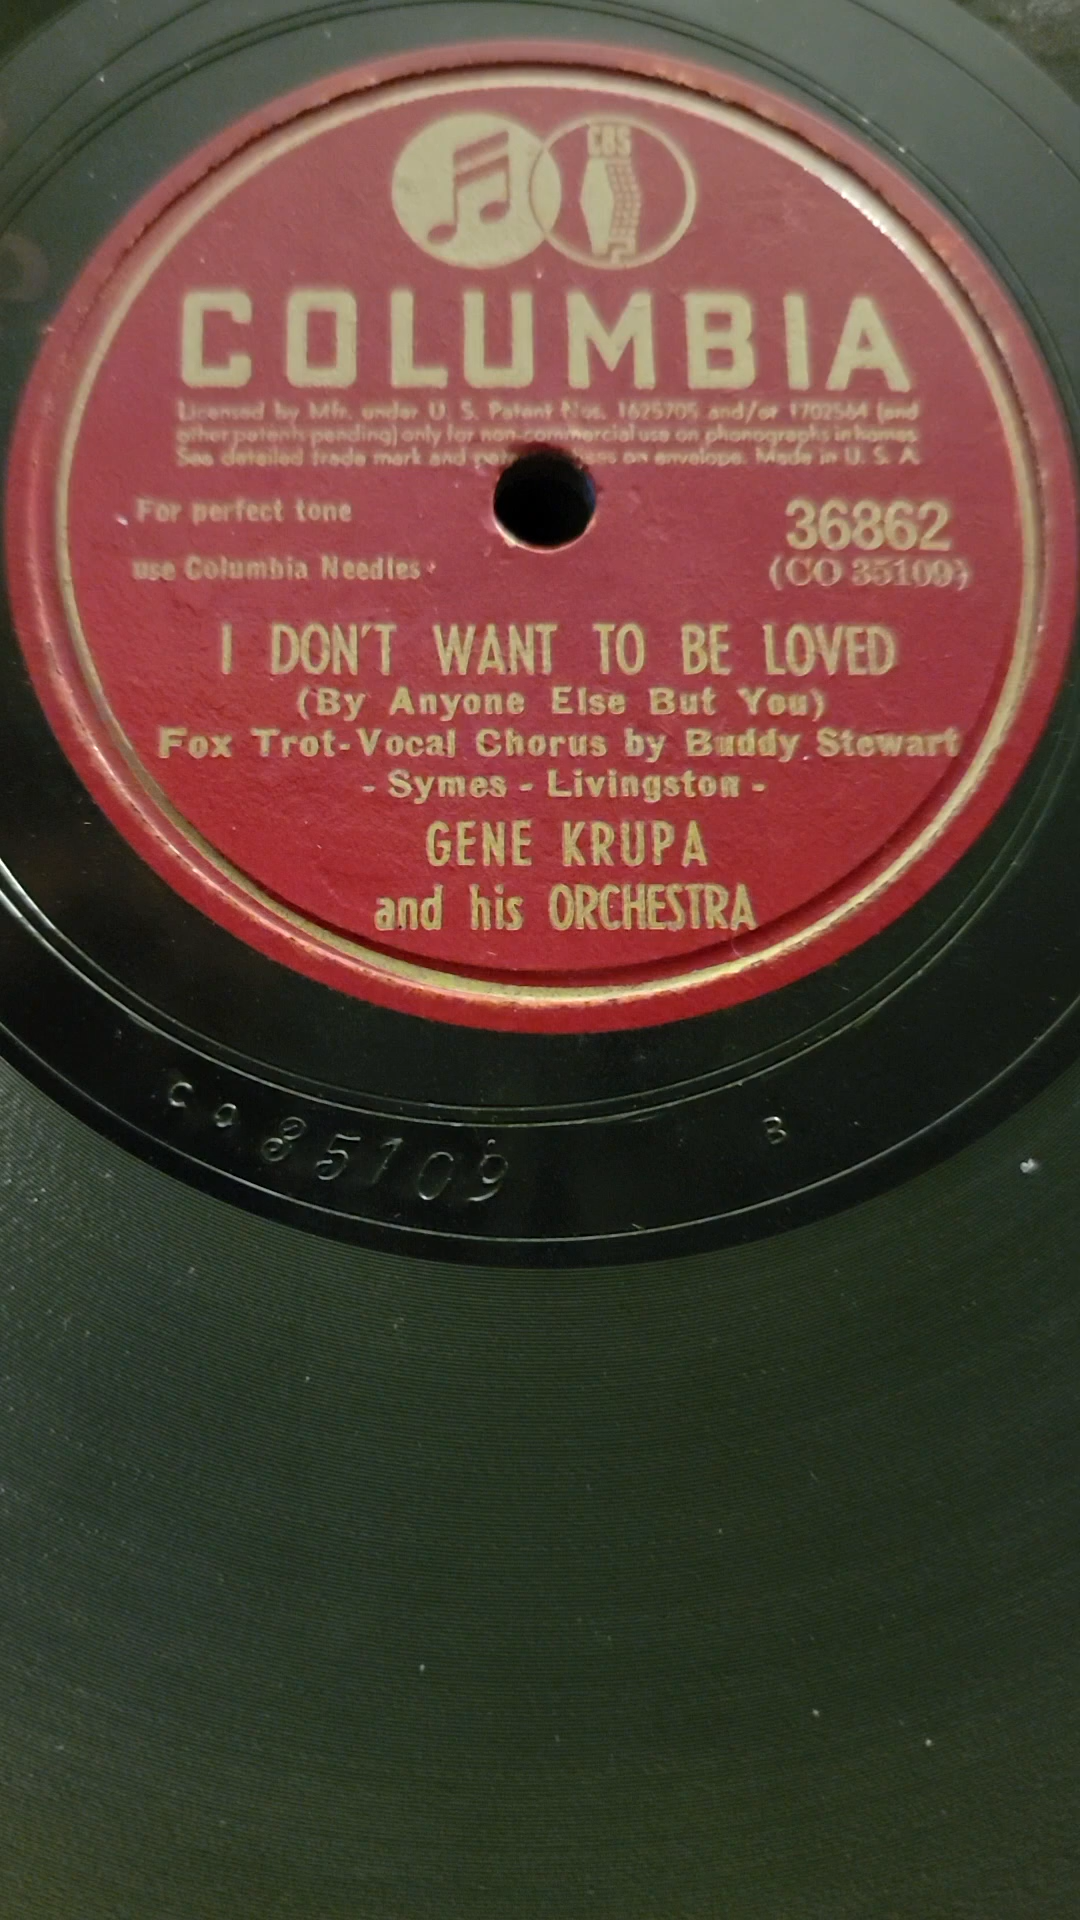 CBS
COLUMBIA
Licensed by Mfr. under U. S. Patent Nos. 1625705 and/or 1702564 (and
other patents pending) only for non-commercial use on phonographs in homes
See detailed trade mark and on envelope. Made in U. S. A.
For perfect tone
use Columbia Needles
36862
(CO 35109)
I DON'T WANT TO BE LOVED
(By Anyone Else But You)
Fox Trot-Vocal Chorus by Buddy Stewart
- Symes - Livingston -
GENE KRUPA
and his ORCHESTRA
CO 35109 B